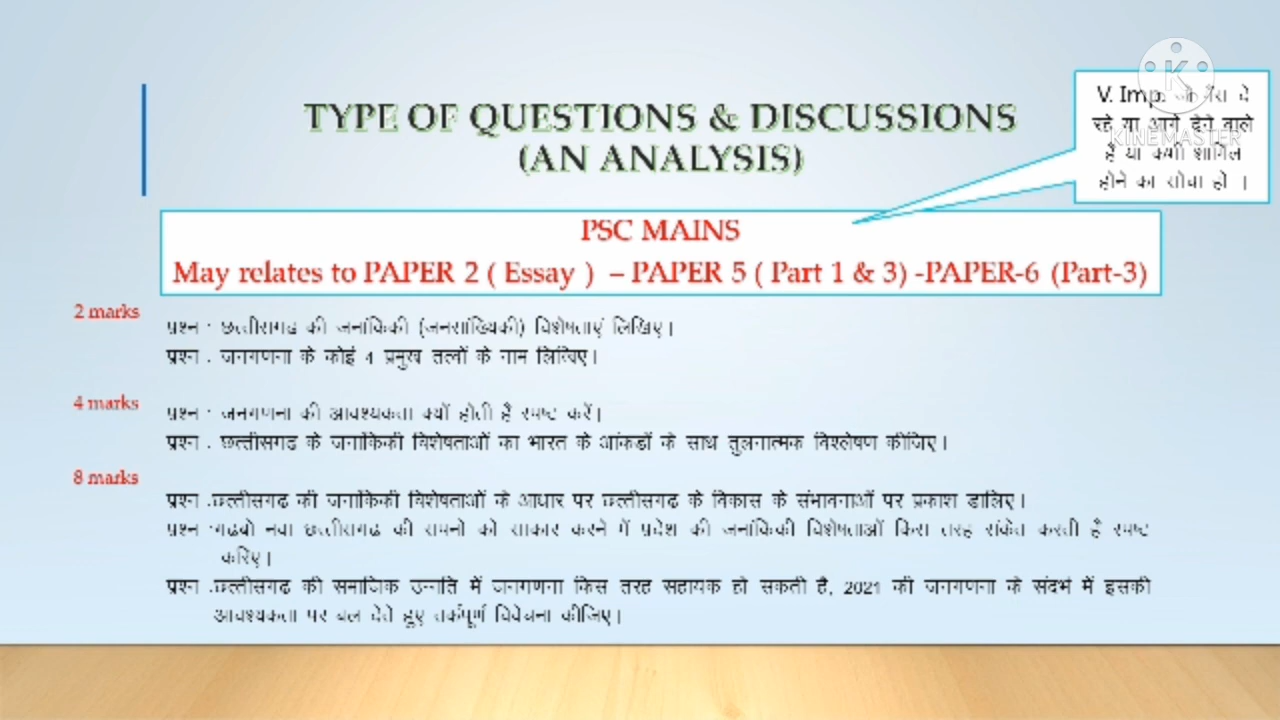 TYPE OF QUESTIONS & DISCUSSIONS
(AN ANALYSIS)
V. Imp. जो मेंस दे
रहे या आगे देने वाले
हैं या कभी शामिल
होने का सोचा हो ।
KINEMASTER
PSC MAINS
May relates to PAPER 2 ( Essay ) – PAPER 5 ( Part 1 & 3) -PAPER-6 (Part-3)
2 marks
प्रश्न : छत्तीसगढ की जनांकिकी (जनसांख्यिकी) विशेषताएं लिखिए।
प्रश्न . जनगणना के कोई 4 प्रमुख तत्वों के नाम लिखिए।
4 marks
प्रश्न : जनगणना की आवश्यकता क्यों होती है स्पष्ट करें।
प्रश्न . छत्तीसगढ के जनांकिकी विशेषताओं का भारत के आंकडों के साथ तुलनात्मक विश्लेषण कीजिए।
8 marks
प्रश्न .छत्तीसगढ की जनांकिकी विशेषताओं के आधार पर छत्तीसगढ के विकास के संभावनाओं पर प्रकाश डालिए।
प्रश्न :गढबो नवा छत्तीसगढ की सपनों को साकार करने में प्रदेश की जनांकिकी विशेषताओं किस तरह संकेत करती है स्पष्ट
करिए।
प्रश्न .छत्तीसगढ की समाजिक उन्नति में जनगणना किस तरह सहायक हो सकती है, 2021 की जनगणना के संदर्भ में इसकी
आवश्यकता पर बल देते हुए तर्कपूर्ण विवेचना कीजिए।